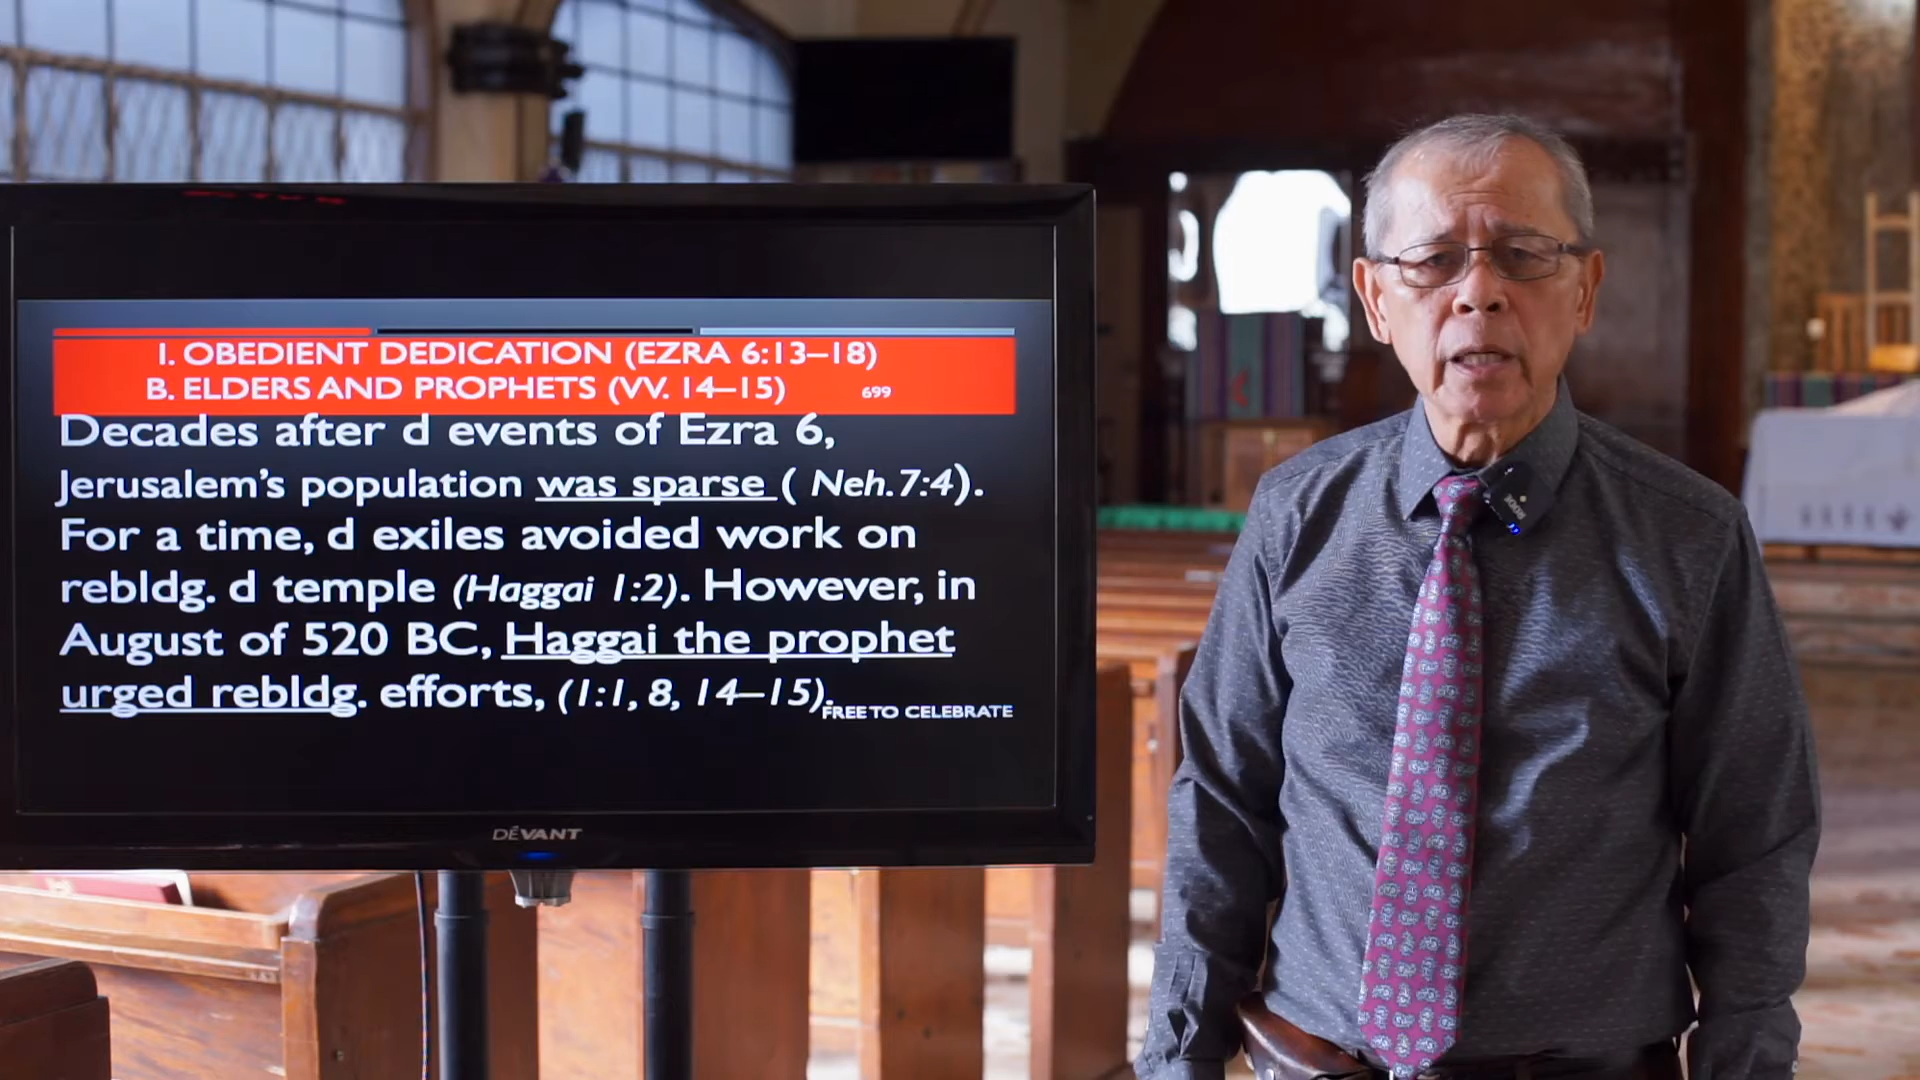 I. OBEDIENT DEDICATION (EZRA 6:13–18)
B. ELDERS AND PROPHETS (VV. 14–15) 699
Decades after d events of Ezra 6,
Jerusalem's population was sparse ( Neh.7:4).
For a time, d exiles avoided work on
rebldg. d temple (Haggai 1:2). However, in
August of 520 BC, Haggai the prophet
urged rebldg. efforts, (1:1, 8, 14–15).
FREE TO CELEBRATE
DEVANT
RODE